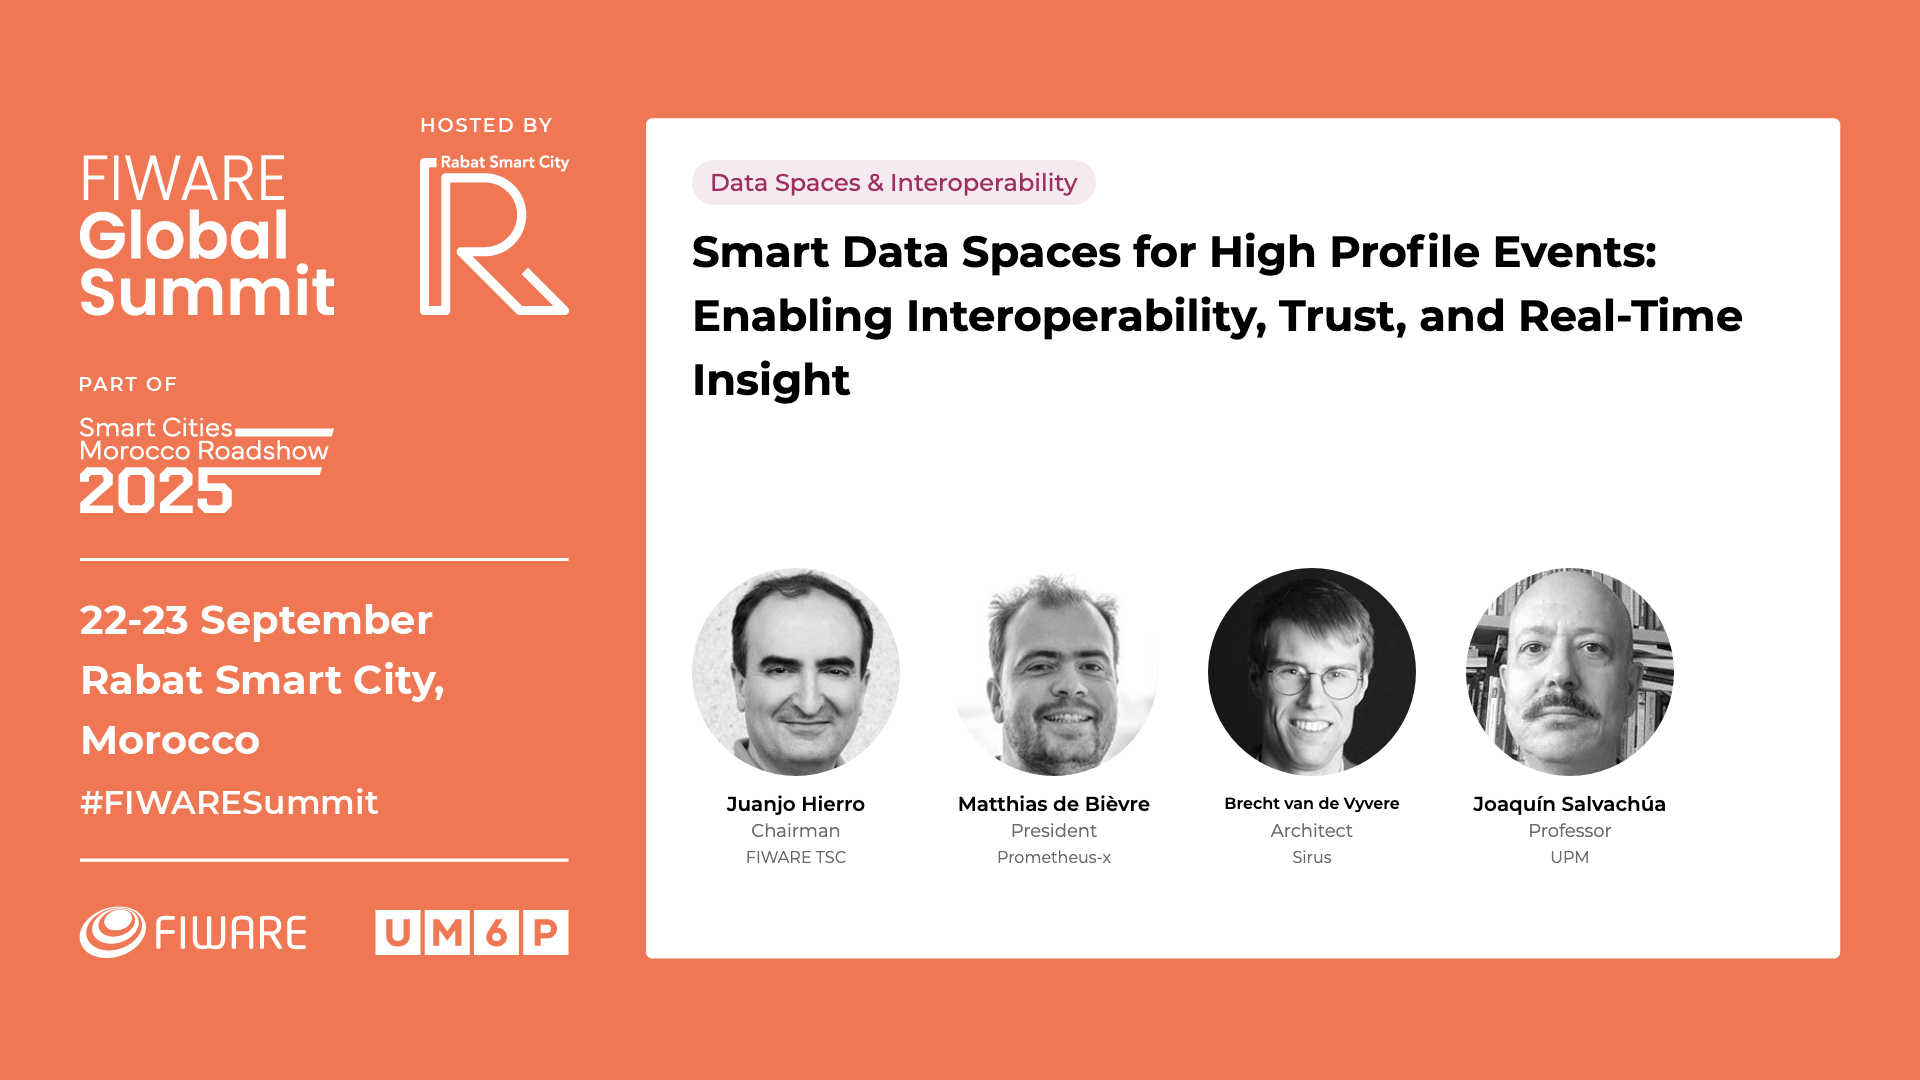 FIWARE
Global
Summit
HOSTED BY
Rabat Smart City
R
PART OF
Smart Cities
Morocco Roadshow
2025
22-23 September
Rabat Smart City,
Morocco
#FIWARESummit
FIWARE
UM6P
Data Spaces & Interoperability
Smart Data Spaces for High Profile Events:
Enabling Interoperability, Trust, and Real-Time
Insight
Juanjo Hierro
Chairman
FIWARE TSC
Matthias de Bièvre
President
Prometheus-x
Brecht van de Vyvere
Architect
Sirus
Joaquín Salvachúa
Professor
UPM